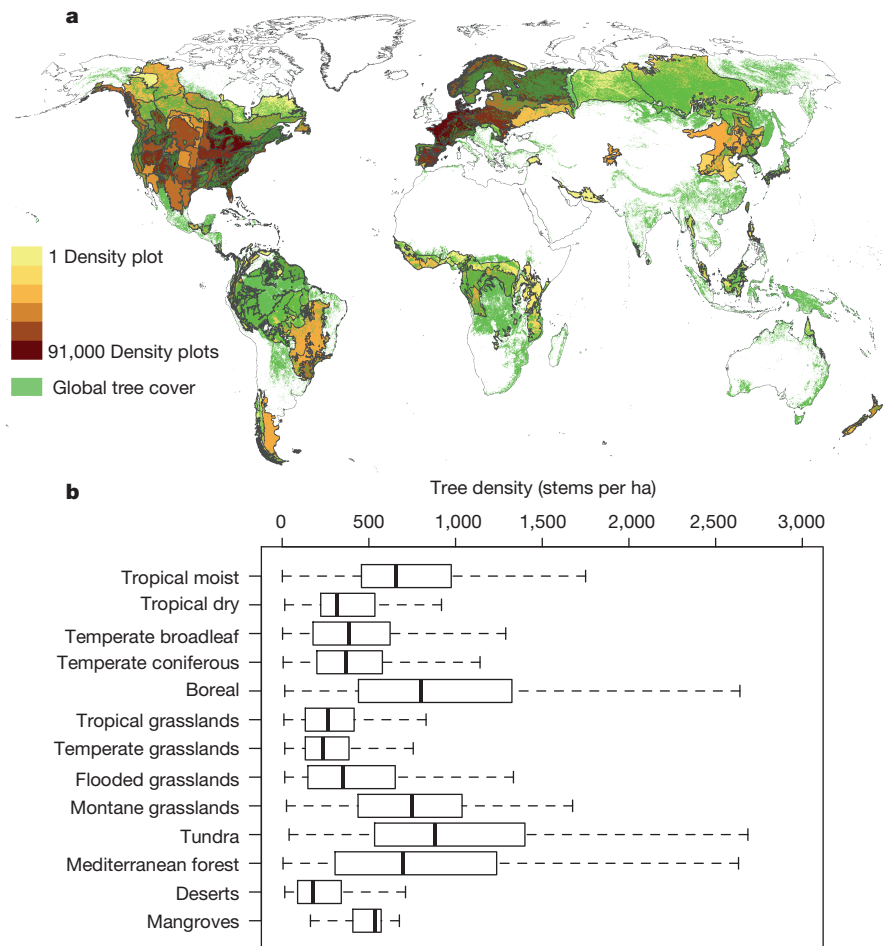 a
1 Density plot
91,000 Density plots
Global tree cover
b
Tree density (stems per ha)
0 500 1,000 1,500 2,000 2,500 3,000
Tropical moist
Tropical dry
Temperate broadleaf
Temperate coniferous
Boreal
Tropical grasslands
Temperate grasslands
Flooded grasslands
Montane grasslands
Tundra
Mediterranean forest
Deserts
Mangroves